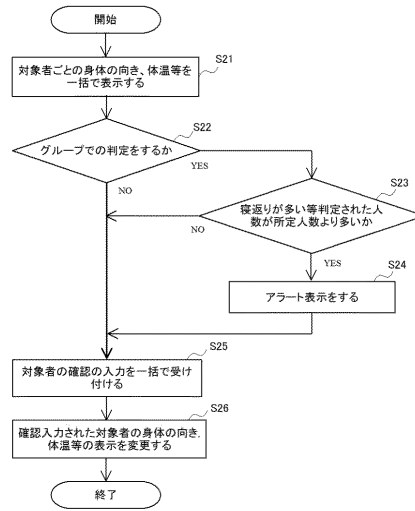 開始
S21
対象者ごとの身体の向き、体温等を
一括で表示する
S22
グループでの判定をするか
YES
NO
S23
寝返りが多い等判定された人
数が所定人数より多いか
NO
YES
S24
アラート表示をする
S25
対象者の確認の入力を一括で受け
付ける
S26
確認入力された対象者の身体の向き,
体温等の表示を変更する
終了